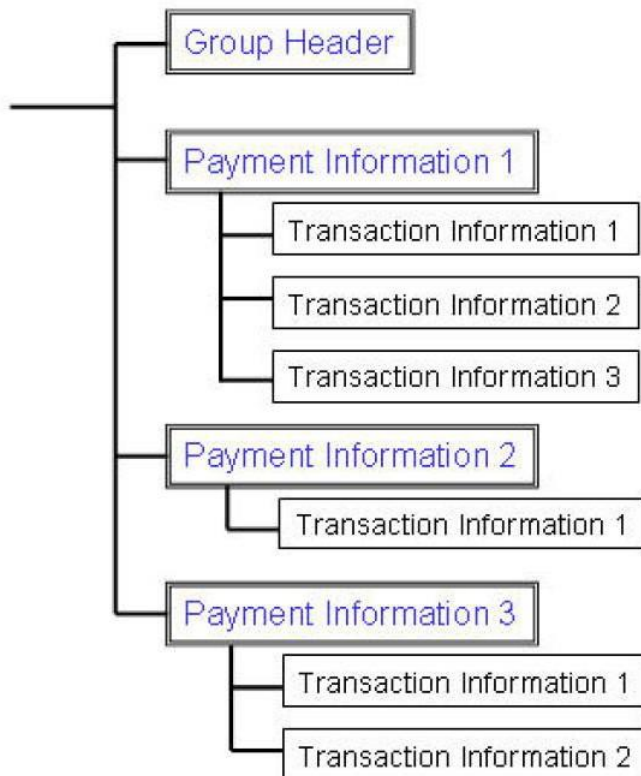 Group Header
Payment Information 1
Transaction Information 1
Transaction Information 2
Transaction Information 3
Payment Information 2
Transaction Information 1
Payment Information 3
Transaction Information 1
Transaction Information 2